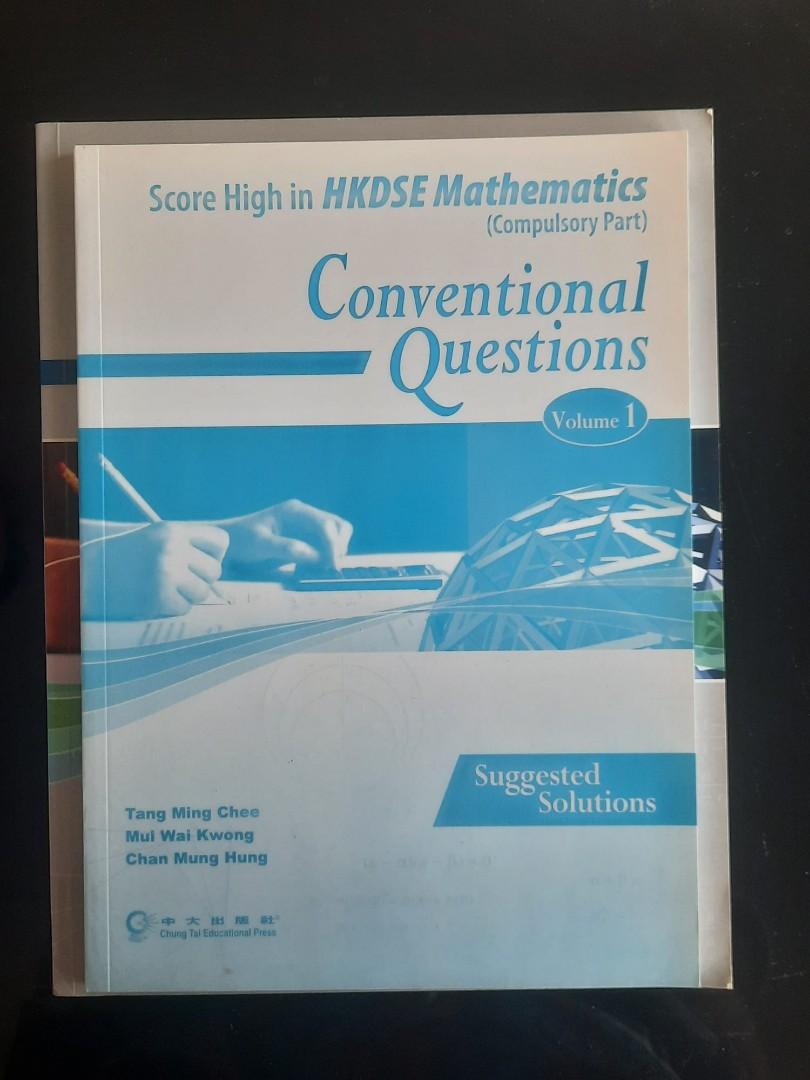 Score High in HKDSE Mathematics
(Compulsory Part)
Conventional
Questions
Volume 1
Suggested
Solutions
Tang Ming Chee
Mui Wai Kwong
Chan Mung Hung
中大出版社
Chung Tai Educational Press